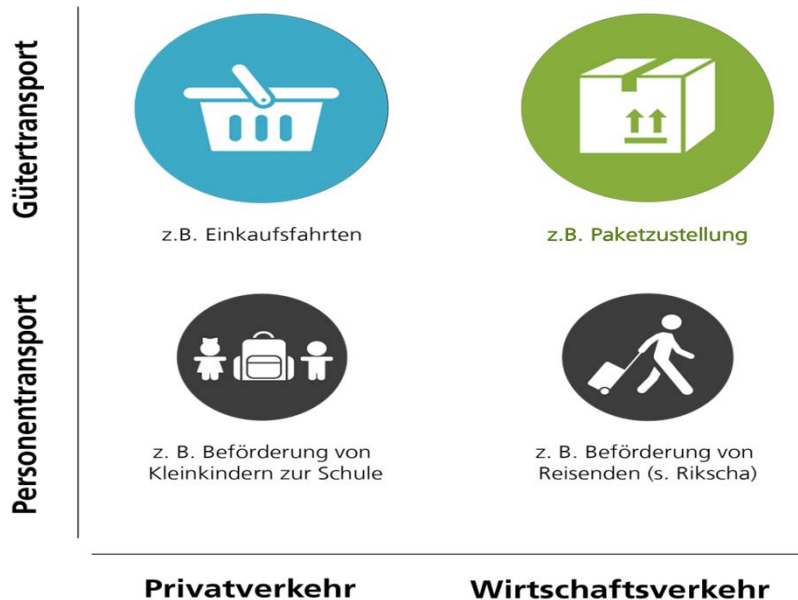 Gütertransport
z.B. Einkaufsfahrten
z.B. Paketzustellung
Personentransport
z. B. Beförderung von
Kleinkindern zur Schule
z. B. Beförderung von
Reisenden (s. Rikscha)
Privatverkehr
Wirtschaftsverkehr